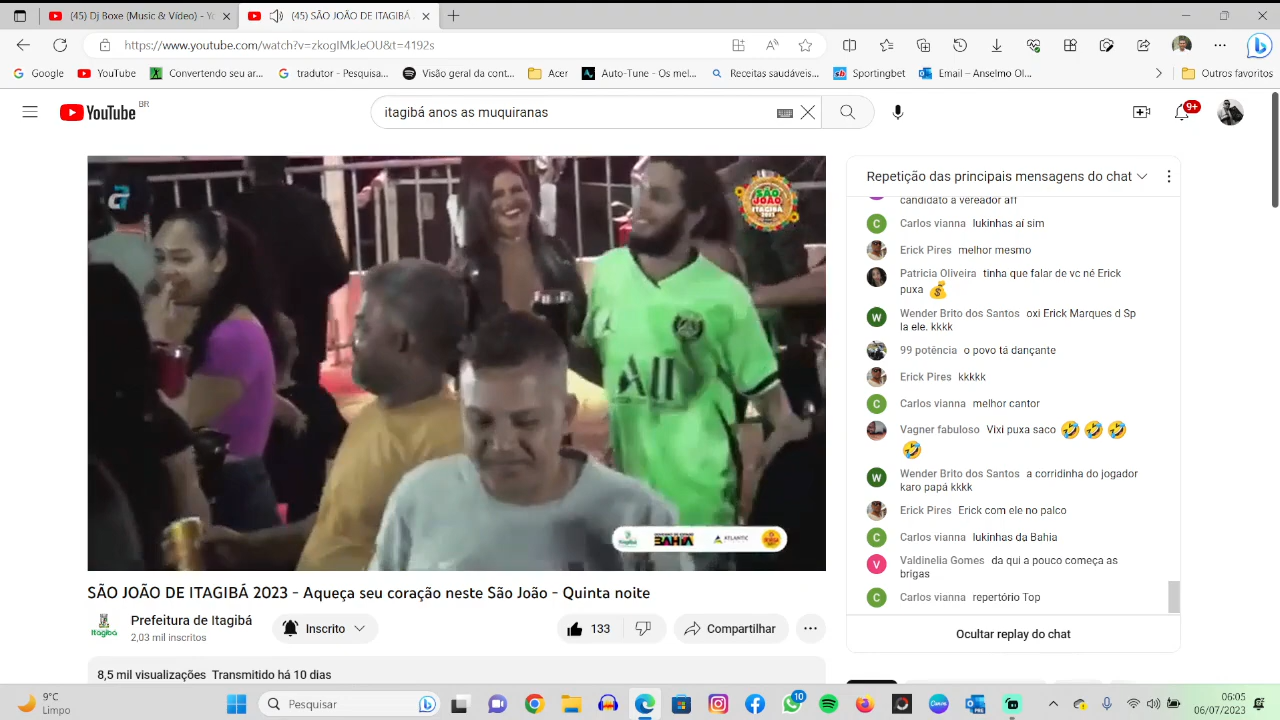 (45) Dj Boxe (Music & Vídeo) - Yo
(45) SÃO JOÃO DE ITAGIBÁ
https://www.youtube.com/watch?v=zkogIMkJeOU&t=4192s
Google
YouTube
Convertendo seu ar...
tradutor - Pesquisa...
Visão geral da cont...
Acer
Auto-Tune - Os mel...
Receitas saudáveis...
Sportingbet
Email – Anselmo Ol...
Outros favoritos
YouTube BR
itagibá anos as muquiranas
9+
SÃO JOÃO ITAGIBÁ 2023
All
BAHIA
ATLANTIC
SÃO JOÃO DE ITAGIBÁ 2023 - Aqueça seu coração neste São João - Quinta noite
Itagiba
Prefeitura de Itagibá
2,03 mil inscritos
Inscrito
133
Compartilhar
8,5 mil visualizações Transmitido há 10 dias
Repetição das principais mensagens do chat
candidato a vereador aff
C Carlos vianna lukinhas aí sim
Erick Pires melhor mesmo
Patricia Oliveira tinha que falar de vc né Erick
puxa 💰
W Wender Brito dos Santos oxi Erick Marques d Sp
la ele. kkkk
99 potência o povo tá dançante
Erick Pires kkkkk
C Carlos vianna melhor cantor
Vagner fabuloso Vixi puxa saco 🤣 🤣 🤣
🤣
W Wender Brito dos Santos a corridinha do jogador
karo papá kkkk
Erick Pires Erick com ele no palco
C Carlos vianna lukinhas da Bahia
V Valdinelia Gomes da qui a pouco começa as
brigas
C Carlos vianna repertório Top
Ocultar replay do chat
9°C
Limpo
Pesquisar
10
06:05
06/07/2023